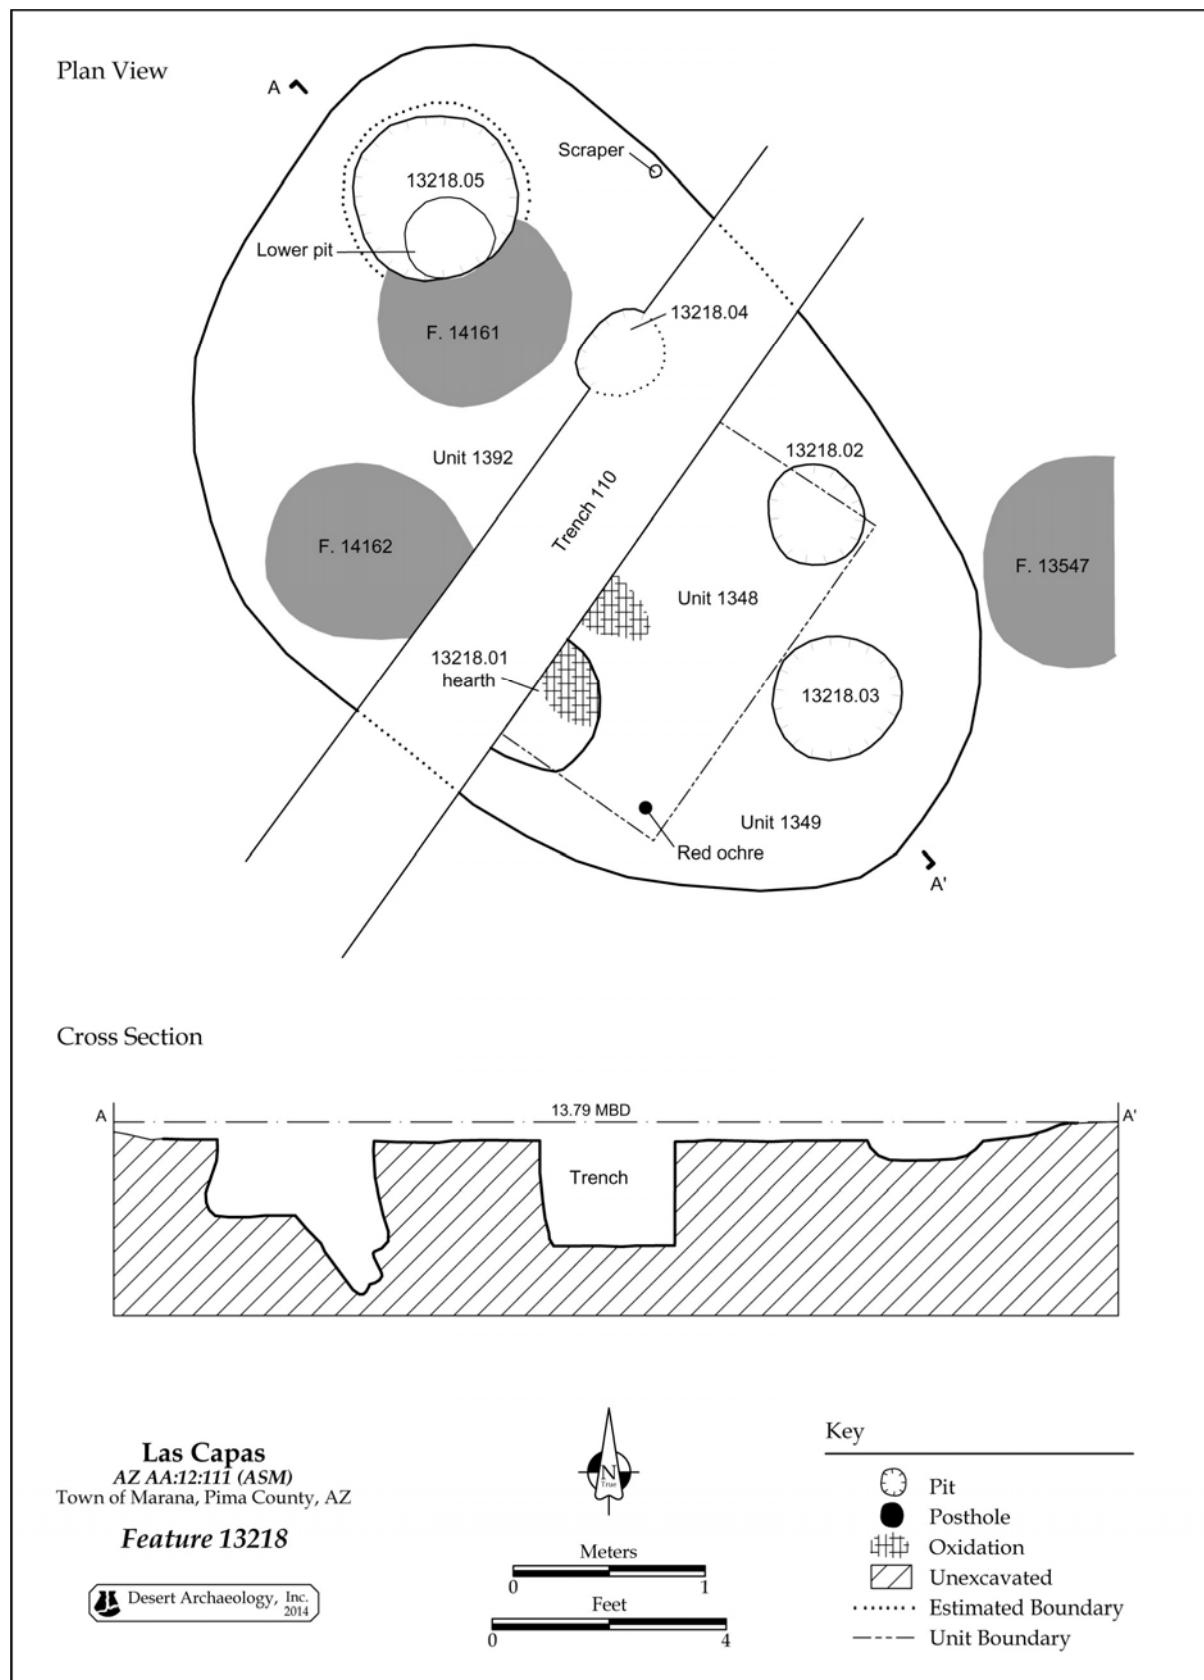 Plan View
A
Scraper
13218.05
Lower pit
13218.04
F. 14161
13218.02
Unit 1392
Trench 110
F. 14162
F. 13547
Unit 1348
13218.01
hearth
13218.03
Unit 1349
Red ochre
A'
Cross Section
A
13.79 MBD
A'
Trench
Las Capas
AZ AA:12:111 (ASM)
Town of Marana, Pima County, AZ
Feature 13218
Desert Archaeology, Inc.
2014
N
True
Meters
0 1
Feet
0 4
Key
Pit
Posthole
Oxidation
Unexcavated
Estimated Boundary
Unit Boundary